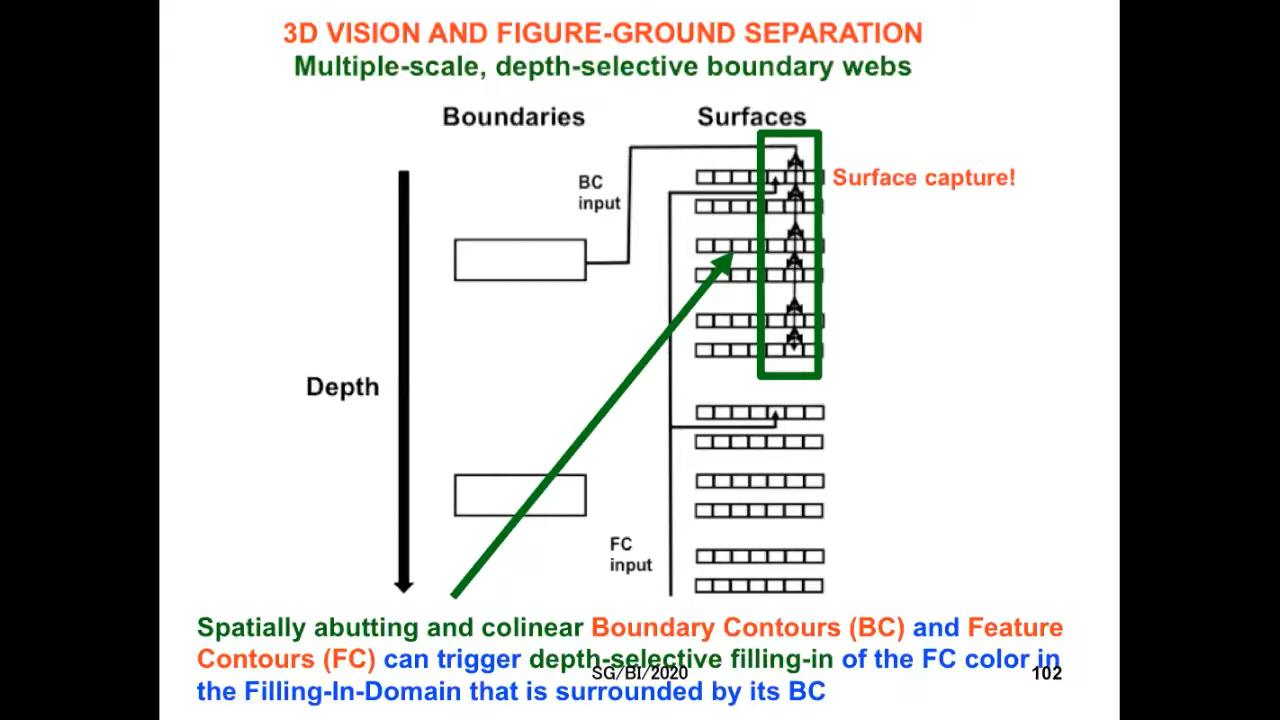 3D VISION AND FIGURE-GROUND SEPARATION
Multiple-scale, depth-selective boundary webs
Boundaries
Surfaces
BC
input
Surface capture!
Depth
FC
input
Spatially abutting and colinear Boundary Contours (BC) and Feature
Contours (FC) can trigger depth-selective filling-in of the FC color in
SG/BI/2020
102
the Filling-In-Domain that is surrounded by its BC